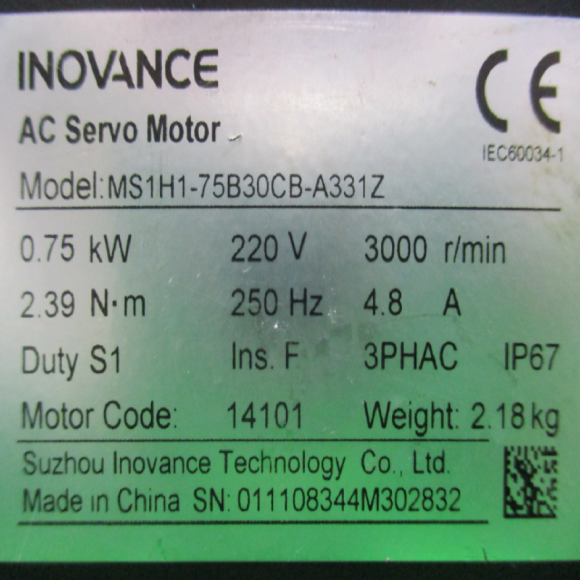 INOVANCE
CE
AC Servo Motor
IEC60034-1
Model: MS1H1-75B30CB-A331Z
0.75 kW 220 V 3000 r/min
2.39 N·m 250 Hz 4.8 A
Duty S1 Ins. F 3PHAC IP67
Motor Code: 14101 Weight: 2.18kg
Suzhou Inovance Technology Co., Ltd.
Made in China SN: 011108344M302832